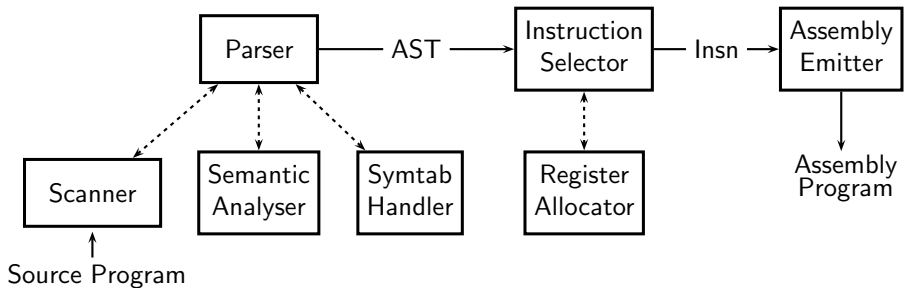 Parser
AST
Instruction
Selector
Insn
Assembly
Emitter
Scanner
Semantic
Analyser
Symtab
Handler
Register
Allocator
Assembly
Program
Source Program